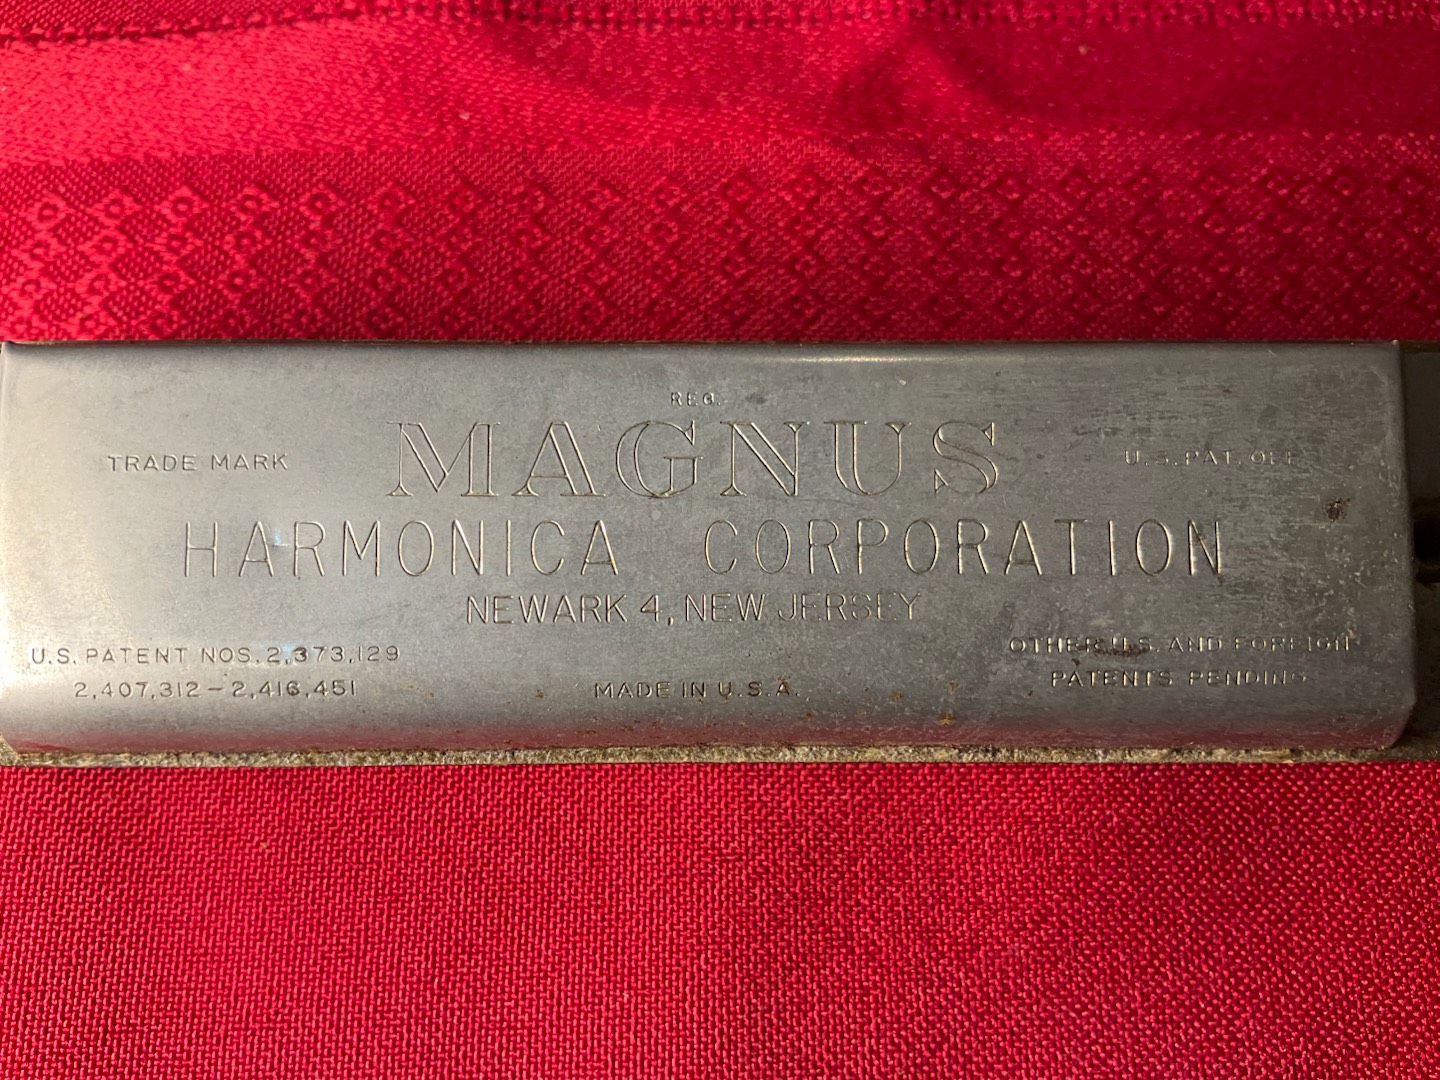 REG.
TRADE MARK MAGNUS U.S. PAT. OFF.
HARMONICA CORPORATION
NEWARK 4, NEW JERSEY
U.S. PATENT NOS. 2,373,129
2,407,312 – 2,416,451
MADE IN U.S.A.
OTHER U.S. AND FOREIGN
PATENTS PENDING